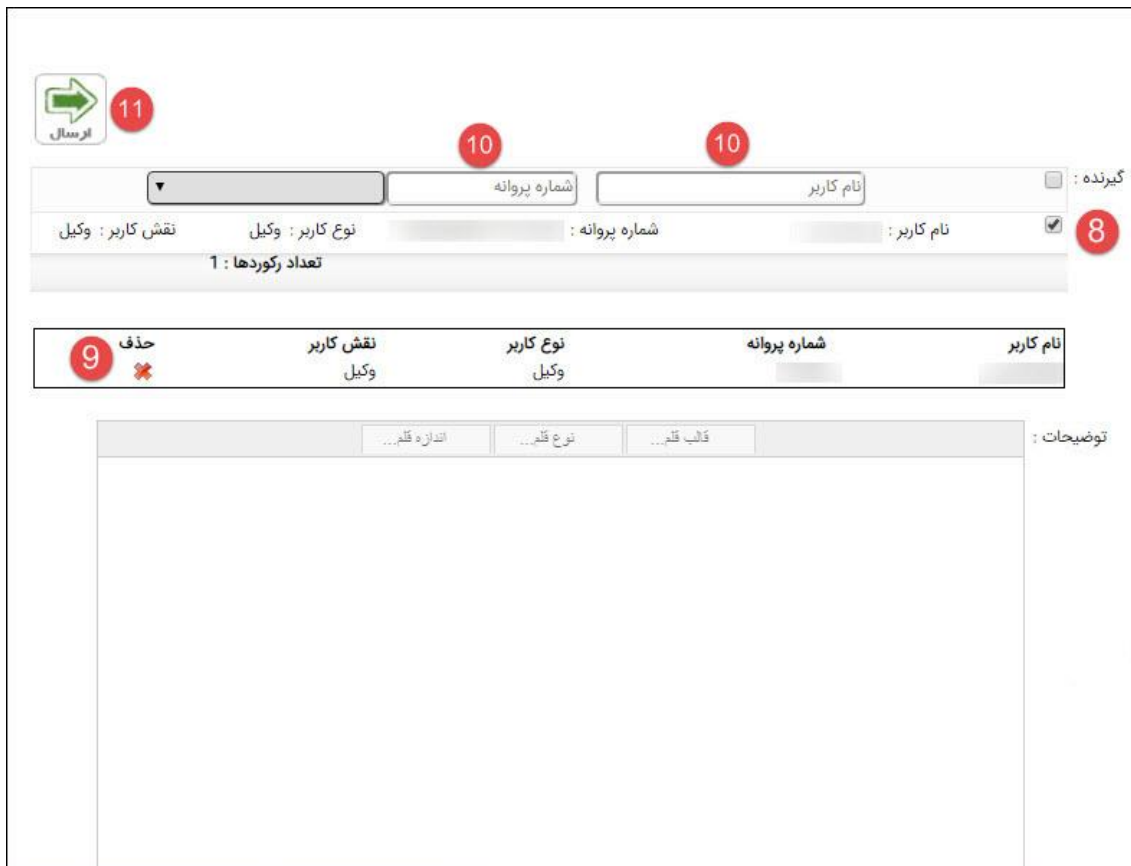 11
ارسال
10 10
گیرنده : نام کاربر شماره پروانه
8 نام کاربر : شماره پروانه : نوع کاربر : وکیل نقش کاربر : وکیل
تعداد رکوردها : 1
نام کاربر شماره پروانه نوع کاربر نقش کاربر حذف
9 وکیل وکیل
توضیحات : قالب قلم... نوع قلم... اندازه قلم...